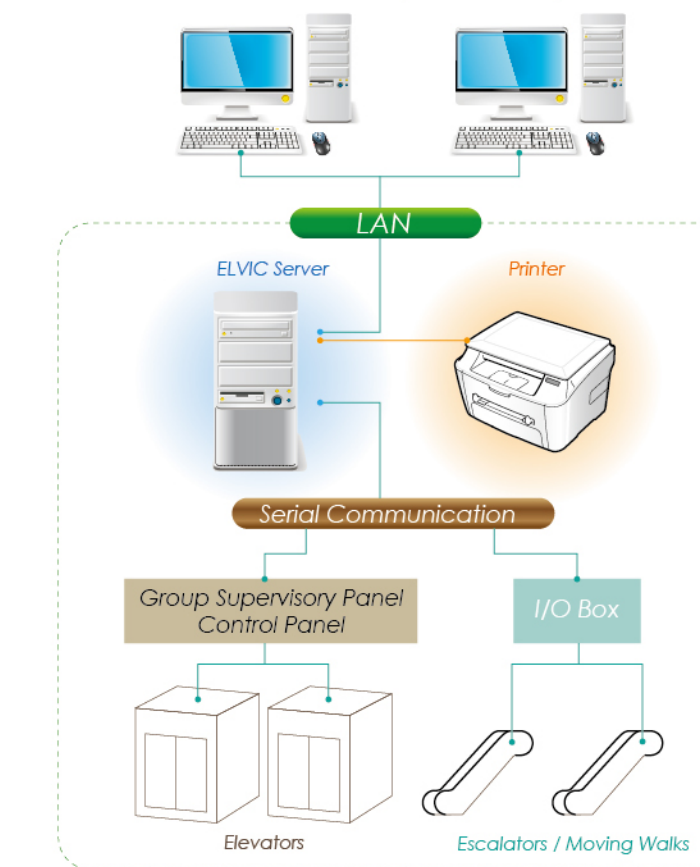 LAN
ELVIC Server
Printer
Serial Communication
Group Supervisory Panel
Control Panel
I/O Box
Elevators
Escalators / Moving Walks